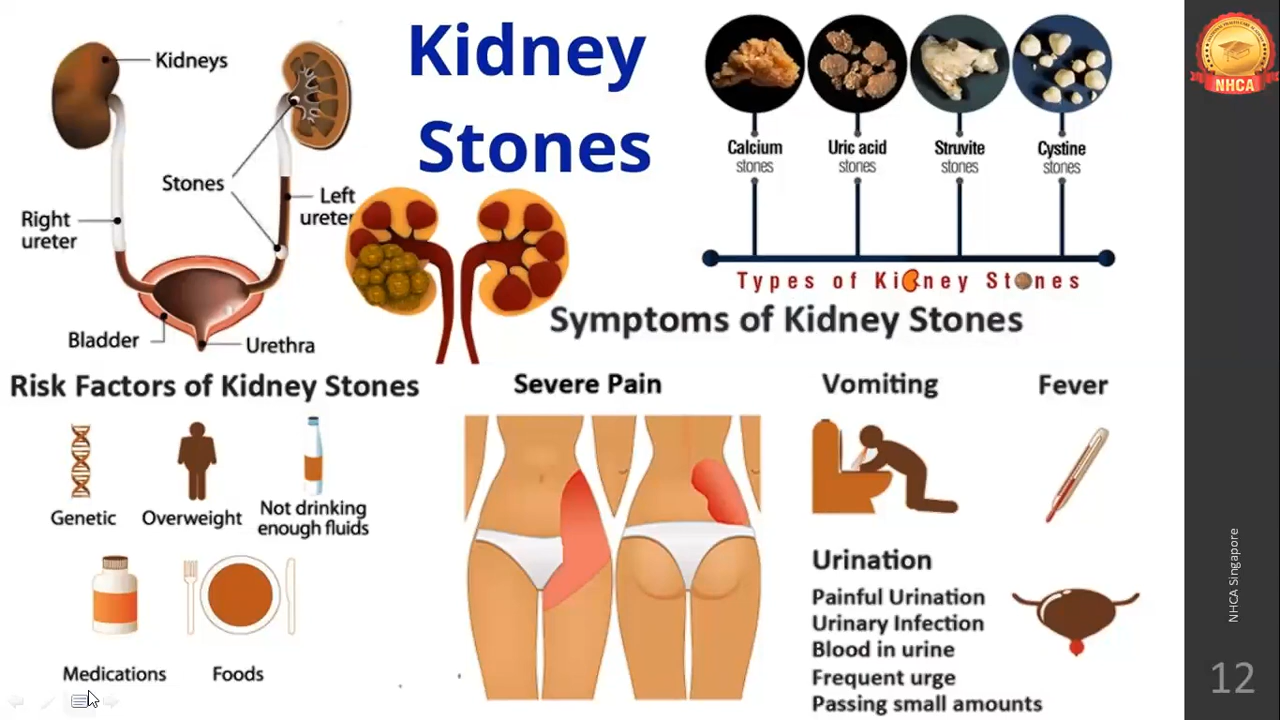 Kidney
Stones
Kidneys
Stones
Left
ureter
Right
ureter
Bladder
Urethra
Calcium
stones
Uric acid
stones
Struvite
stones
Cystine
stones
Types of Kidney Stones
Symptoms of Kidney Stones
Risk Factors of Kidney Stones
Genetic
Overweight
Not drinking
enough fluids
Medications
Foods
Severe Pain
Vomiting
Fever
Urination
Painful Urination
Urinary Infection
Blood in urine
Frequent urge
Passing small amounts
NHCA
NHCA Singapore
12